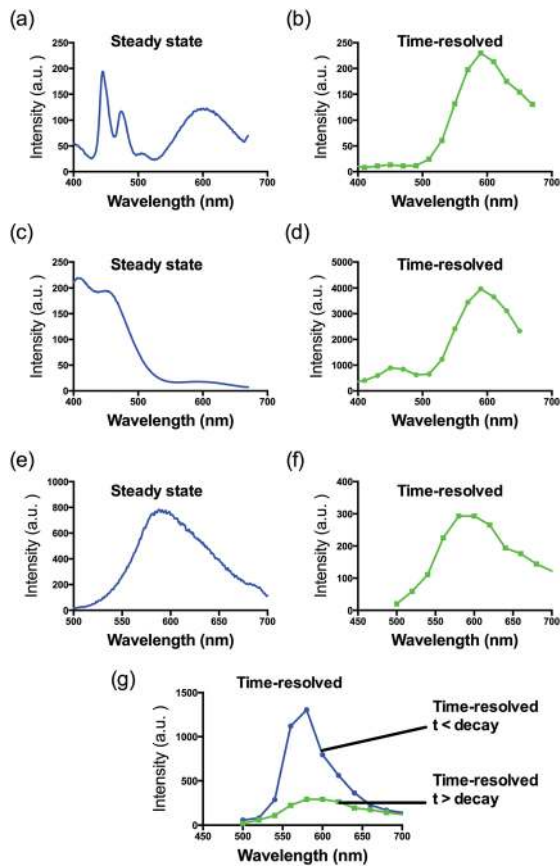 (a)
Steady state
Intensity (a.u. )
250
200
150
100
50
0
400
500
600
700
Wavelength (nm)
(b)
Time-resolved
Intensity (a.u. )
250
200
150
100
50
0
400
500
600
700
Wavelength (nm)
(c)
Steady state
Intensity (a.u. )
250
200
150
100
50
0
400
500
600
700
Wavelength (nm)
(d)
Time-resolved
Intensity (a.u. )
5000
4000
3000
2000
1000
0
400
500
600
700
Wavelength (nm)
(e)
Steady state
Intensity (a.u. )
1000
800
600
400
200
0
500
550
600
650
700
Wavelength (nm)
(f)
Time-resolved
Intensity (a.u. )
400
300
200
100
0
450
500
550
600
650
700
Wavelength (nm)
(g)
Time-resolved
Intensity (a.u. )
1500
1000
500
0
450
500
550
600
650
700
Wavelength (nm)
Time-resolved
t < decay
Time-resolved
t > decay